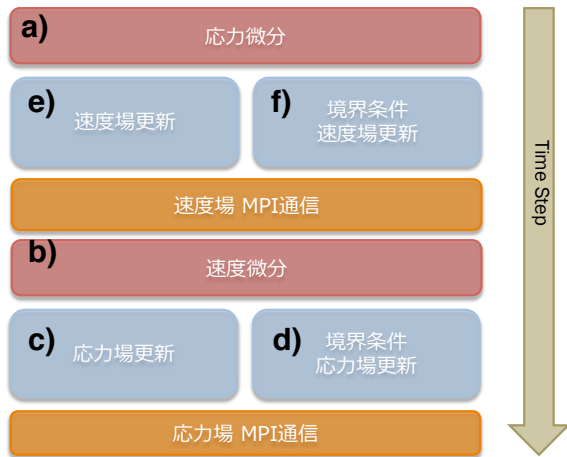 a)
応力微分
e)
速度場更新
f)
境界条件
速度場更新
速度場 MPI通信
b)
速度微分
c)
応力場更新
d)
境界条件
応力場更新
応力場 MPI通信
Time Step